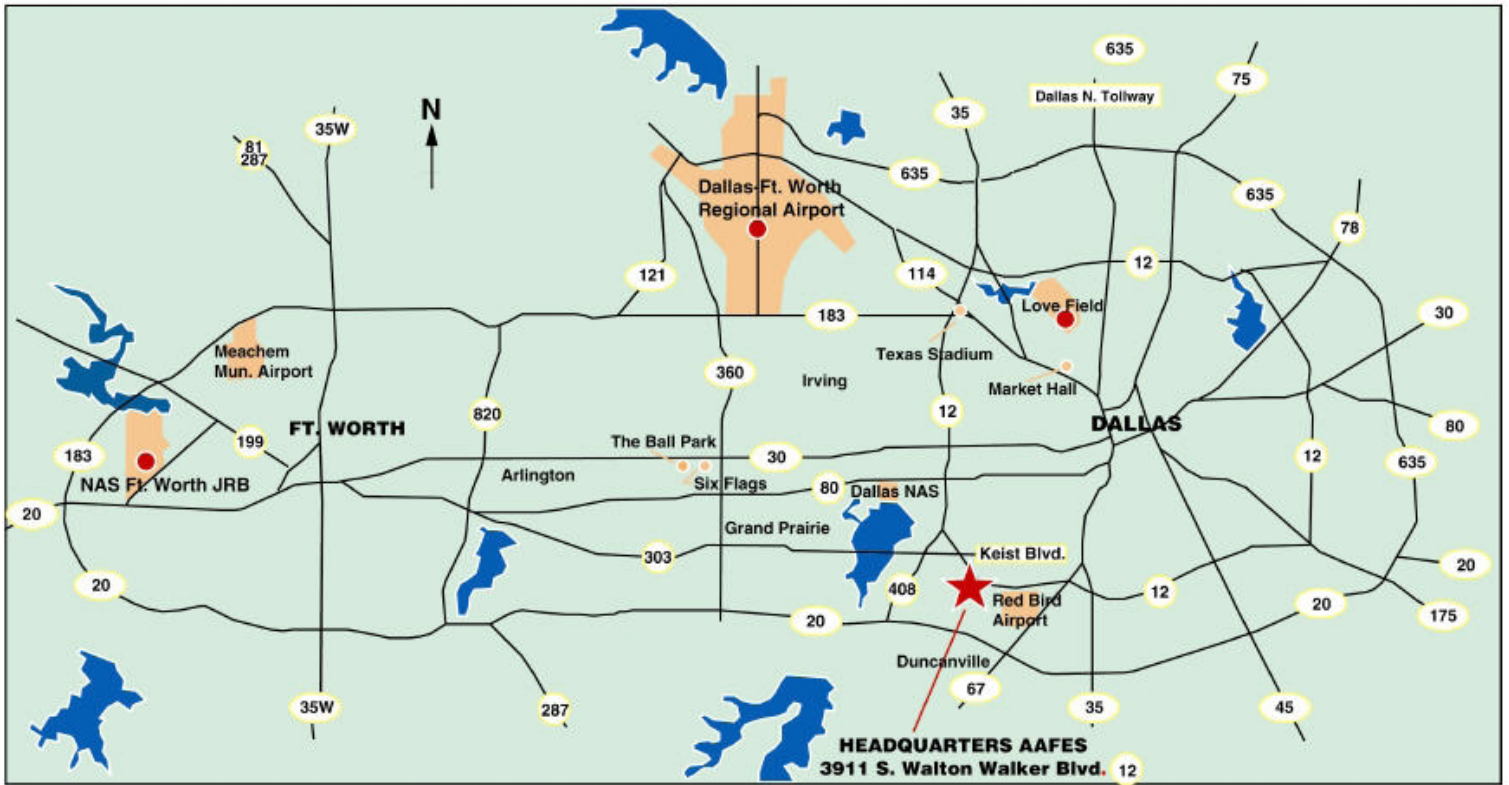 635
75
Dallas N. Tollway
35
N
35W
81
287
635
635
78
Dallas-Ft. Worth
Regional Airport
121
114
12
183
Love Field
30
Texas Stadium
Meachem
Mun. Airport
360
Irving
Market Hall
820
12
FT. WORTH
DALLAS
80
199
The Ball Park
183
30
12
635
Arlington
Six Flags
NAS Ft. Worth JRB
80
Dallas NAS
20
Grand Prairie
303
Keist Blvd.
20
20
408
12
Red Bird
Airport
20
175
20
Duncanville
67
35W
287
35
45
HEADQUARTERS AAFES
3911 S. Walton Walker Blvd. 12